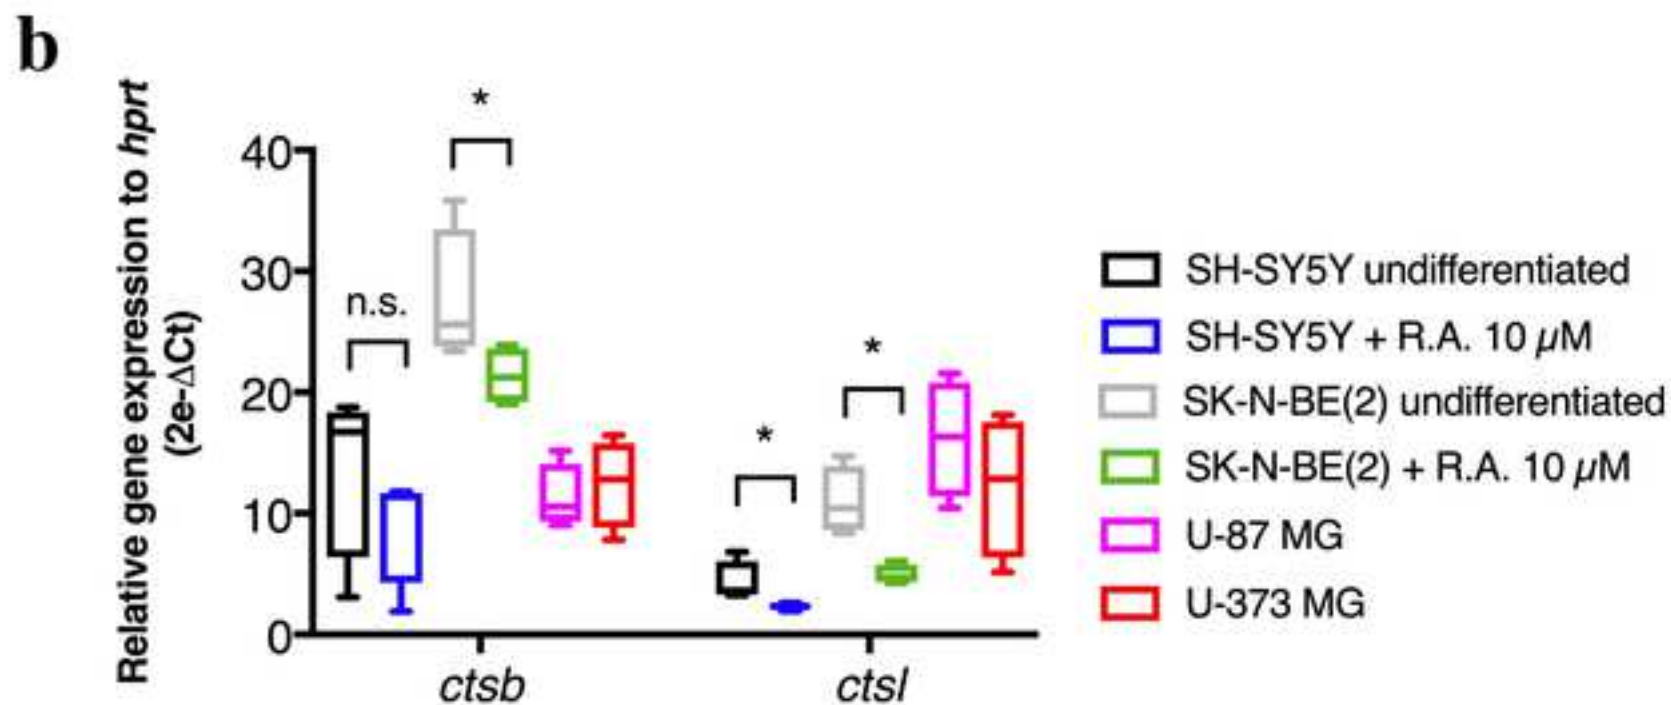 b
Relative gene expression to hprt
(2e-ΔCt)
40
30
20
10
0
n.s.
*
*
*
ctsb
ctsl
SH-SY5Y undifferentiated
SH-SY5Y + R.A. 10 µM
SK-N-BE(2) undifferentiated
SK-N-BE(2) + R.A. 10 µM
U-87 MG
U-373 MG